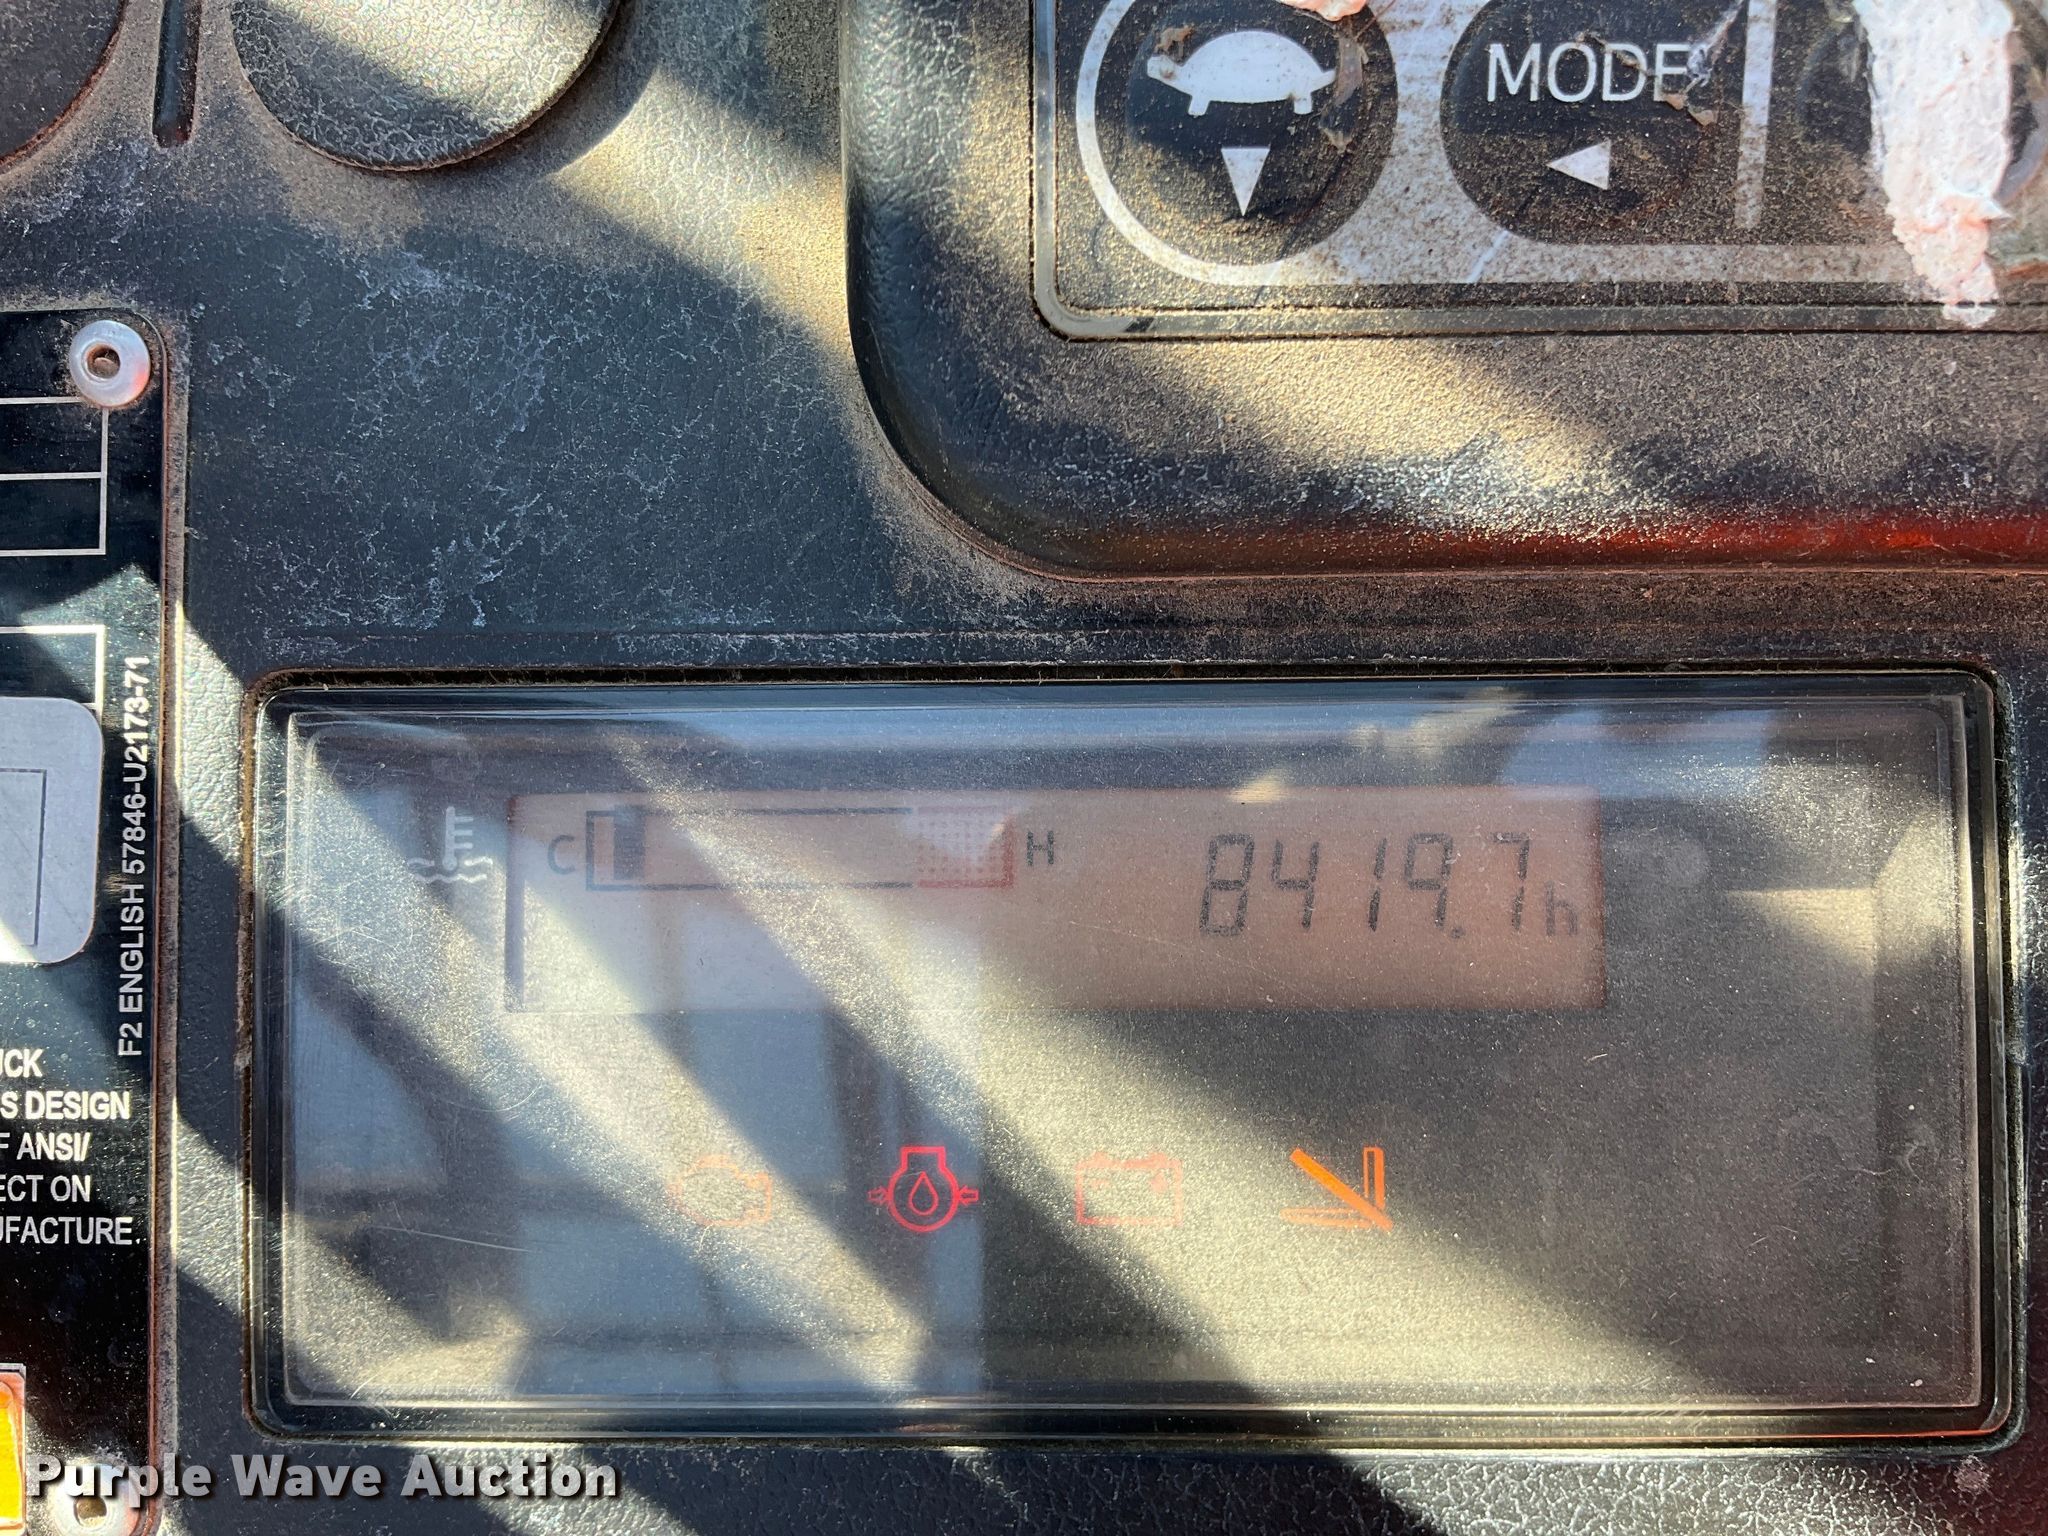 MODE
F2 ENGLISH 57846-U2173-71
C H 8419.7h
UCK
S DESIGN
F ANSI/
ECT ON
UFACTURE.
Purple Wave Auction